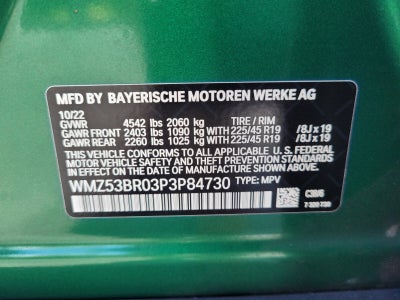 MFD BY BAYERISCHE MOTOREN WERKE AG
10/22
GVWR 4542 lbs 2060 kg TIRE / RIM
GAWR FRONT 2403 lbs 1090 kg WITH 225/45 R19 /8J x 19
GAWR REAR 2260 lbs 1025 kg WITH 225/45 R19 /8J x 19
THIS VEHICLE CONFORMS TO ALL APPLICABLE U.S. FEDERAL
MOTOR VEHICLE SAFETY, BUMPER, AND THEFT PREVENTION
STANDARDS IN EFFECT ON THE DATE OF MANUFACTURE SHOWN ABOVE.
WMZ53BR03P3P84730 TYPE: MPV